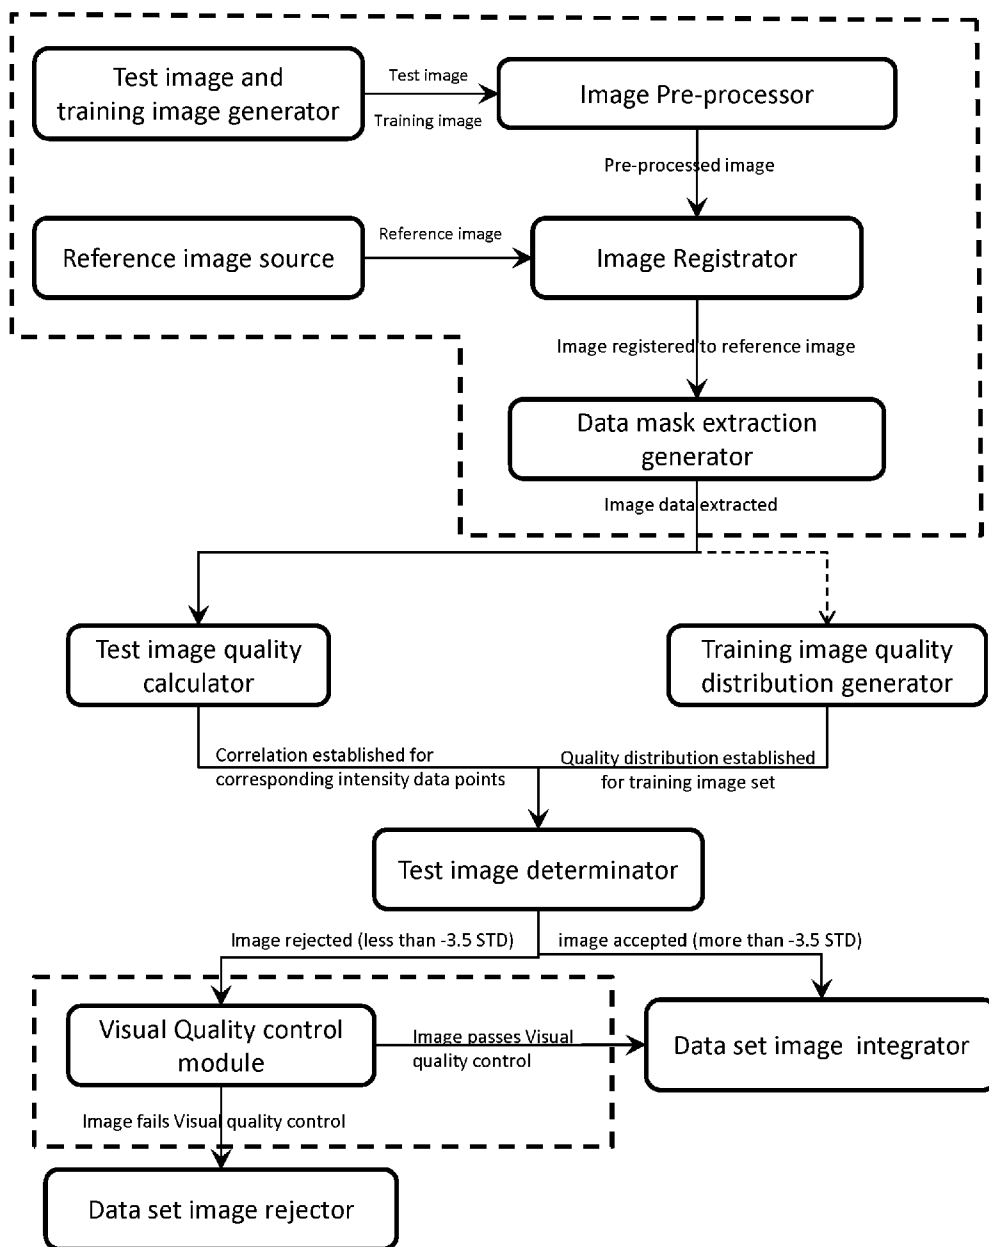 Test image and
training image generator
Test image
Training image
Image Pre-processor
Pre-processed image
Reference image source
Reference image
Image Registrator
Image registered to reference image
Data mask extraction
generator
Image data extracted
Test image quality
calculator
Training image quality
distribution generator
Correlation established for
corresponding intensity data points
Quality distribution established
for training image set
Test image determinator
Image rejected (less than -3.5 STD)
image accepted (more than -3.5 STD)
Visual Quality control
module
Image passes Visual
quality control
Data set image integrator
Image fails Visual quality control
Data set image rejector